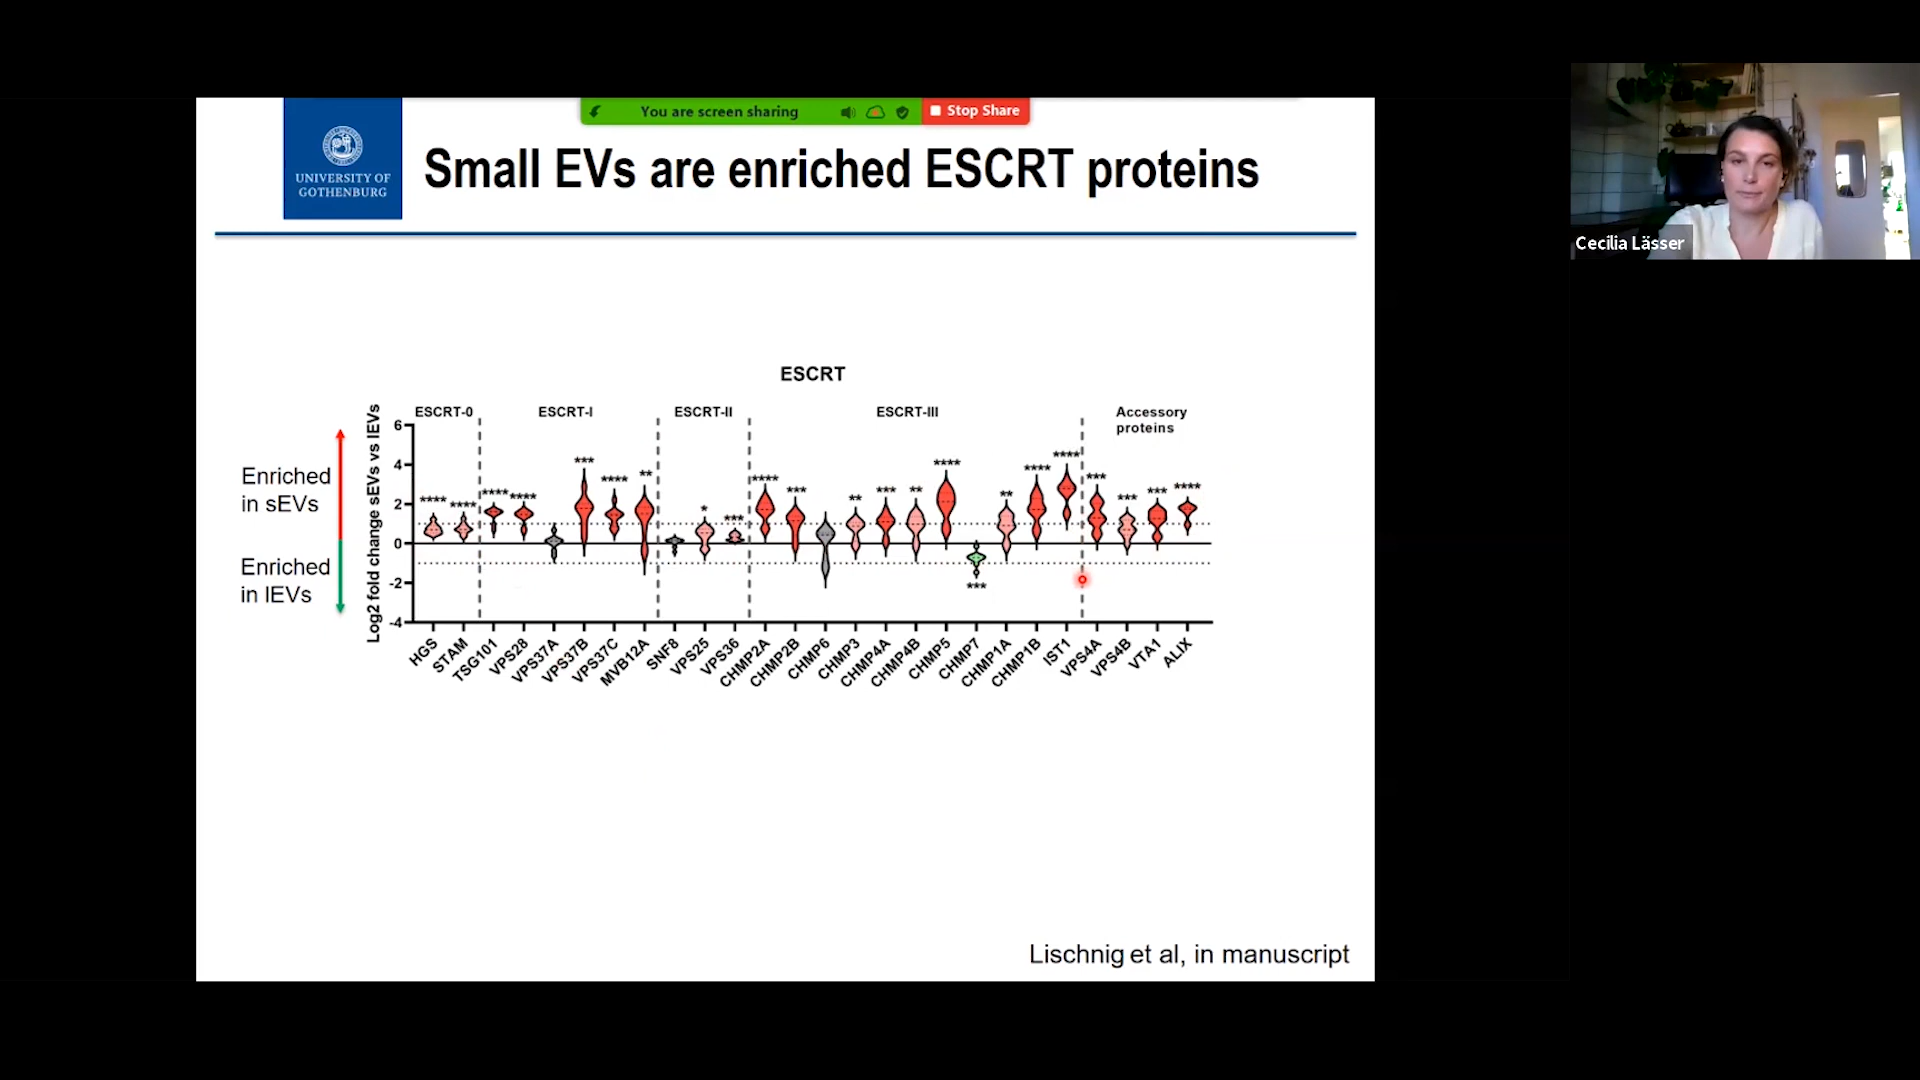 You are screen sharing
Stop Share
UNIVERSITY OF
GOTHENBURG
Small EVs are enriched ESCRT proteins
Cecilia Lässer
ESCRT
ESCRT-0
ESCRT-I
ESCRT-II
ESCRT-III
Accessory
proteins
Enriched
in sEVs
Enriched
in lEVs
Log2 fold change sEVs vs lEVs
6
4
2
0
-2
-4
**** **** **** **** *** **** ** * *** **** *** ** *** ** **** *** ** **** **** *** *** *** ****
HGS
STAM
TSG101
VPS28
VPS37A
VPS37B
VPS37C
MVB12A
SNF8
VPS25
VPS36
CHMP2A
CHMP2B
CHMP6
CHMP3
CHMP4A
CHMP4B
CHMP5
CHMP7
CHMP1A
CHMP1B
IST1
VPS4A
VPS4B
VTA1
ALIX
Lischnig et al, in manuscript